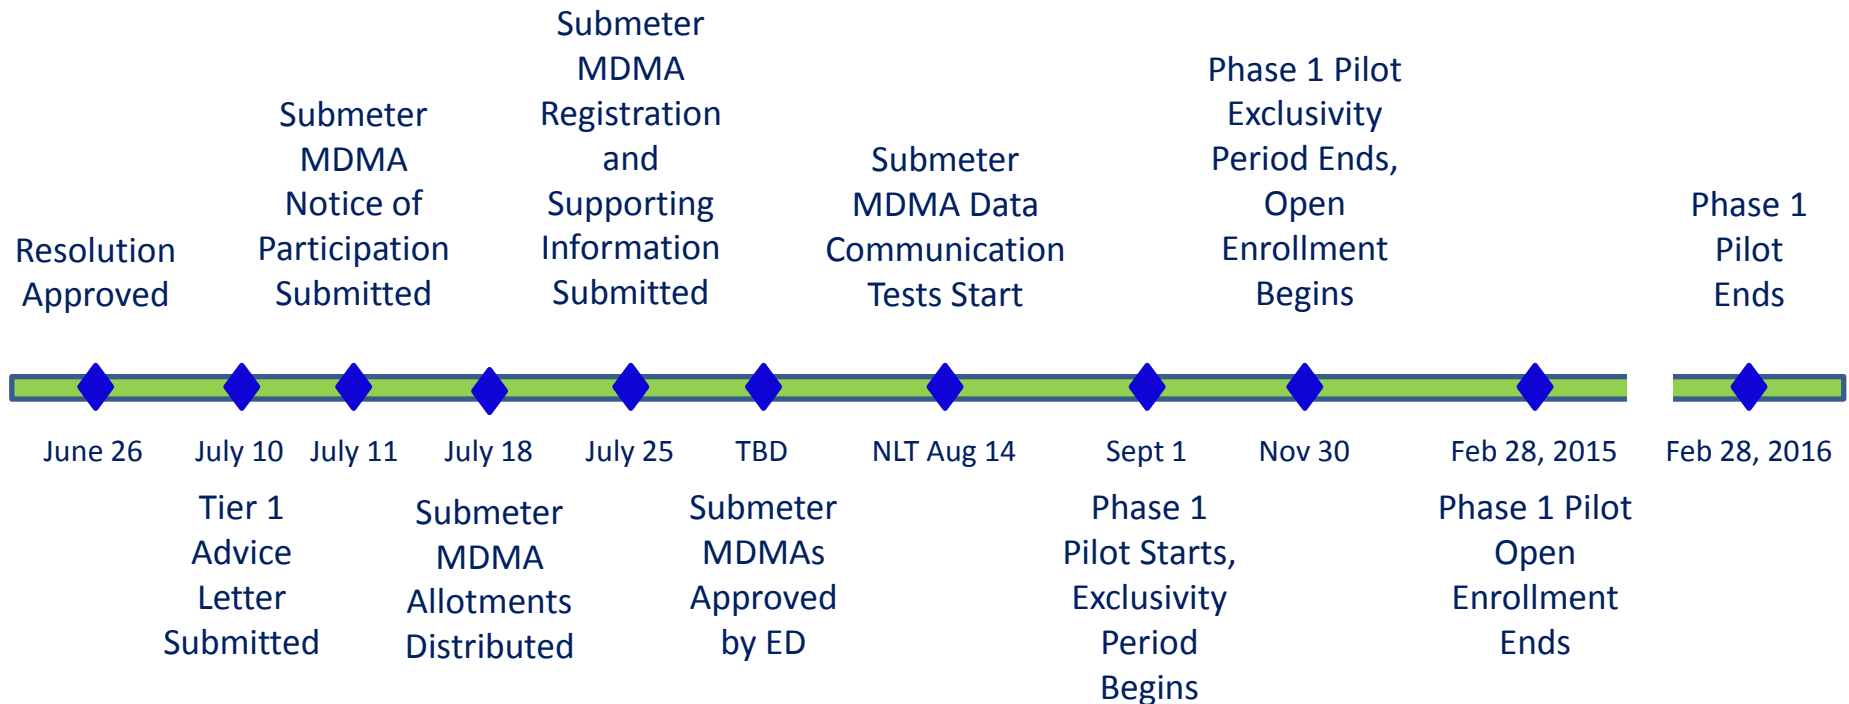 Resolution
Approved
Submeter
MDMA
Notice of
Participation
Submitted
Submeter
MDMA
Registration
and
Supporting
Information
Submitted
Submeter
MDMA Data
Communication
Tests Start
Phase 1 Pilot
Exclusivity
Period Ends,
Open
Enrollment
Begins
Phase 1
Pilot
Ends
June 26
July 10
July 11
July 18
July 25
TBD
NLT Aug 14
Sept 1
Nov 30
Feb 28, 2015
Feb 28, 2016
Tier 1
Advice
Letter
Submitted
Submeter
MDMA
Allotments
Distributed
Submeter
MDMAs
Approved
by ED
Phase 1
Pilot Starts,
Exclusivity
Period
Begins
Phase 1 Pilot
Open
Enrollment
Ends